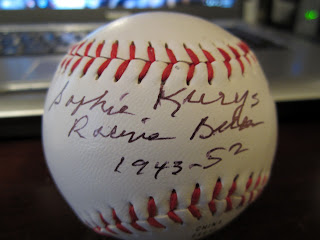 Sophie Kurys
Racine Belles
1943-52